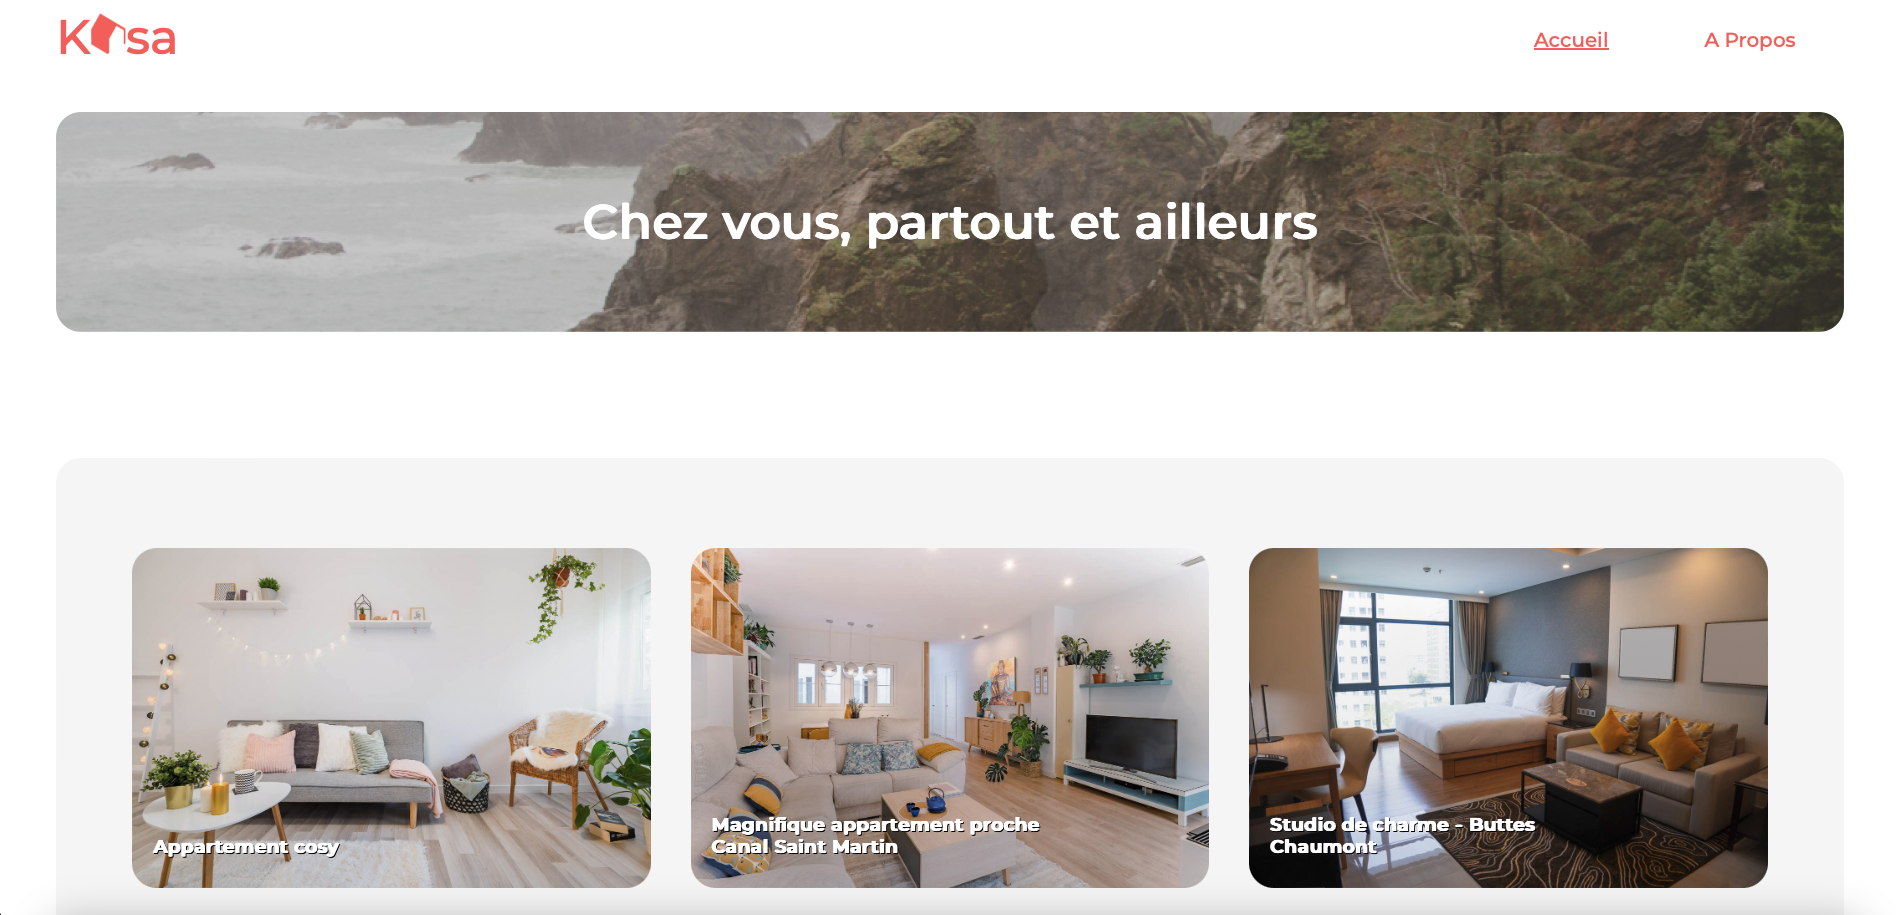 Kasa
Accueil
A Propos
Chez vous, partout et ailleurs
Appartement cosy
Magnifique appartement proche
Canal Saint Martin
Studio de charme - Buttes
Chaumont